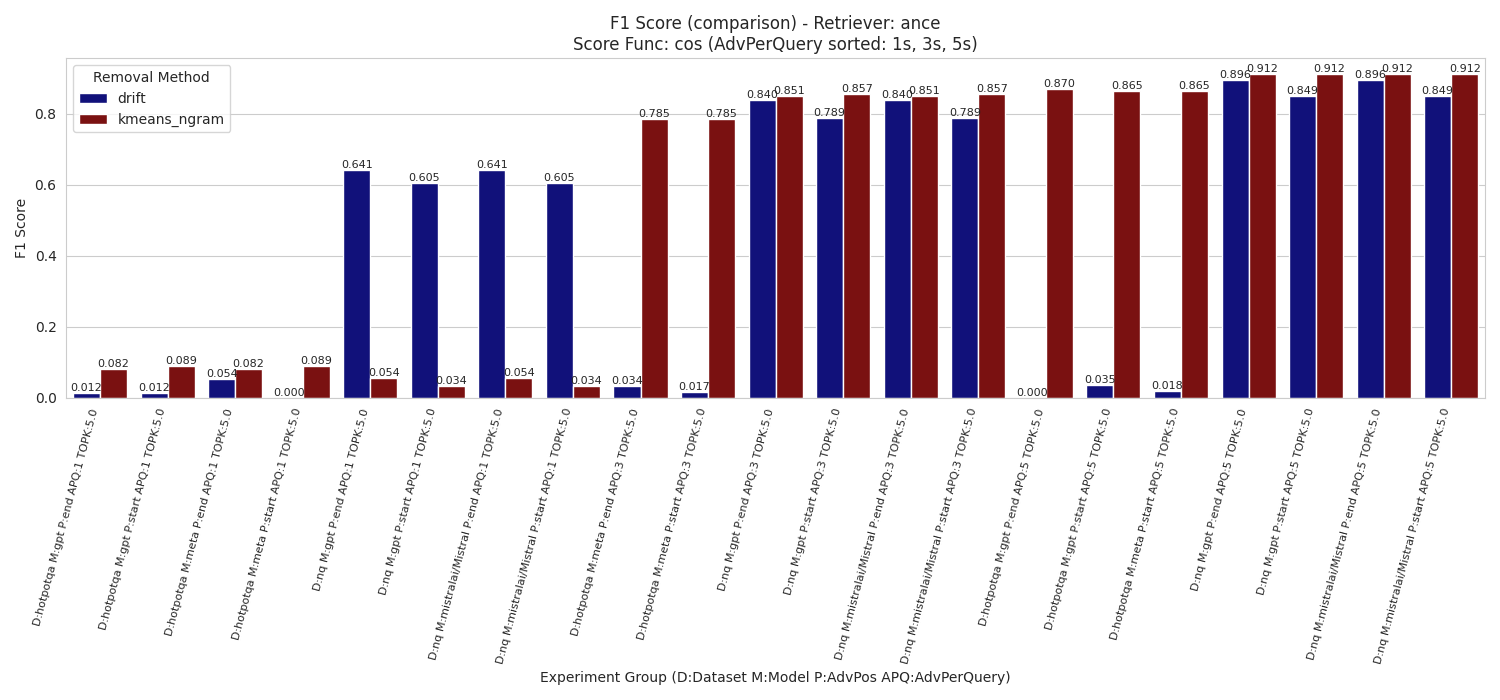 F1 Score (comparison) - Retriever: ance
Score Func: cos (AdvPerQuery sorted: 1s, 3s, 5s)
Removal Method
drift
kmeans_ngram
F1 Score
0.8
0.6
0.4
0.2
0.0
0.012
0.082
0.012
0.089
0.054
0.082
0.000
0.089
0.641
0.054
0.605
0.034
0.641
0.054
0.605
0.034
0.034
0.785
0.017
0.785
0.840
0.851
0.789
0.857
0.840
0.851
0.789
0.857
0.000
0.870
0.035
0.865
0.018
0.865
0.896
0.912
0.849
0.912
0.896
0.912
0.849
0.912
D:hotpotqa M:gpt P:end APQ:1 TOPK:5.0
D:hotpotqa M:gpt P:start APQ:1 TOPK:5.0
D:hotpotqa M:meta P:end APQ:1 TOPK:5.0
D:hotpotqa M:meta P:start APQ:1 TOPK:5.0
D:nq M:gpt P:end APQ:1 TOPK:5.0
D:nq M:gpt P:start APQ:1 TOPK:5.0
D:nq M:mistralai/Mistral P:end APQ:1 TOPK:5.0
D:nq M:mistralai/Mistral P:start APQ:1 TOPK:5.0
D:hotpotqa M:meta P:end APQ:3 TOPK:5.0
D:hotpotqa M:meta P:start APQ:3 TOPK:5.0
D:nq M:gpt P:end APQ:3 TOPK:5.0
D:nq M:gpt P:start APQ:3 TOPK:5.0
D:nq M:mistralai/Mistral P:end APQ:3 TOPK:5.0
D:nq M:mistralai/Mistral P:start APQ:3 TOPK:5.0
D:hotpotqa M:gpt P:end APQ:5 TOPK:5.0
D:hotpotqa M:gpt P:start APQ:5 TOPK:5.0
D:hotpotqa M:meta P:start APQ:5 TOPK:5.0
D:nq M:gpt P:end APQ:5 TOPK:5.0
D:nq M:gpt P:start APQ:5 TOPK:5.0
D:nq M:mistralai/Mistral P:end APQ:5 TOPK:5.0
D:nq M:mistralai/Mistral P:start APQ:5 TOPK:5.0
Experiment Group (D:Dataset M:Model P:AdvPos APQ:AdvPerQuery)